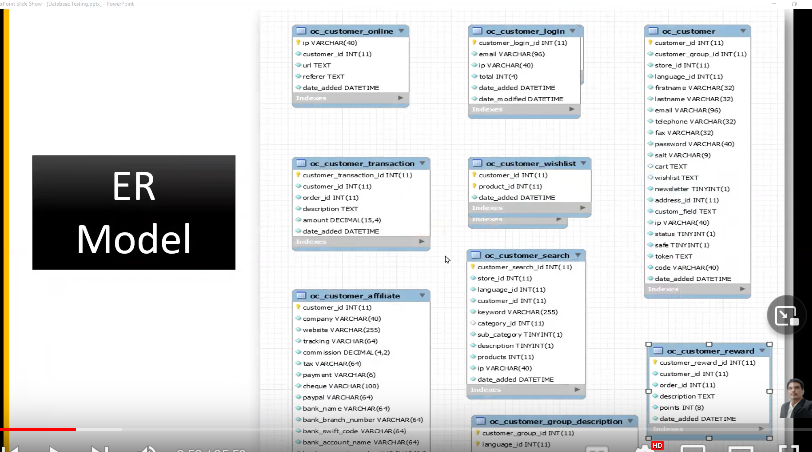 Point Slide Show - [Database Testing.pptx] - PowerPoint
ER
Model
oc_customer_online
ip VARCHAR(40)
customer_id INT(11)
url TEXT
referer TEXT
date_added DATETIME
Indexes
oc_customer_login
customer_login_id INT(11)
email VARCHAR(96)
ip VARCHAR(40)
total INT(4)
date_added DATETIME
date_modified DATETIME
Indexes
oc_customer
customer_id INT(11)
customer_group_id INT(11)
store_id INT(11)
language_id INT(11)
firstname VARCHAR(32)
lastname VARCHAR(32)
email VARCHAR(96)
telephone VARCHAR(32)
fax VARCHAR(32)
password VARCHAR(40)
salt VARCHAR(9)
cart TEXT
wishlist TEXT
newsletter TINYINT(1)
address_id INT(11)
custom_field TEXT
ip VARCHAR(40)
status TINYINT(1)
safe TINYINT(1)
token TEXT
code VARCHAR(40)
date_added DATETIME
Indexes
oc_customer_transaction
customer_transaction_id INT(11)
customer_id INT(11)
order_id INT(11)
description TEXT
amount DECIMAL(15,4)
date_added DATETIME
Indexes
oc_customer_wishlist
customer_id INT(11)
product_id INT(11)
date_added DATETIME
Indexes
Indexes
oc_customer_search
customer_search_id INT(11)
store_id INT(11)
language_id INT(11)
customer_id INT(11)
keyword VARCHAR(255)
category_id INT(11)
sub_category TINYINT(1)
description TINYINT(1)
products INT(11)
ip VARCHAR(40)
date_added DATETIME
Indexes
oc_customer_affiliate
customer_id INT(11)
company VARCHAR(40)
website VARCHAR(255)
tracking VARCHAR(64)
commission DECIMAL(4,2)
tax VARCHAR(64)
payment VARCHAR(6)
cheque VARCHAR(100)
paypal VARCHAR(64)
bank_name VARCHAR(64)
bank_branch_number VARCHAR(64)
bank_swift_code VARCHAR(64)
bank_account_name VARCHAR(64)
oc_customer_reward
customer_reward_id INT(11)
customer_id INT(11)
order_id INT(11)
description TEXT
points INT(8)
date_added DATETIME
Indexes
oc_customer_group_description
customer_group_id INT(11)
language_id INT(11)
HD